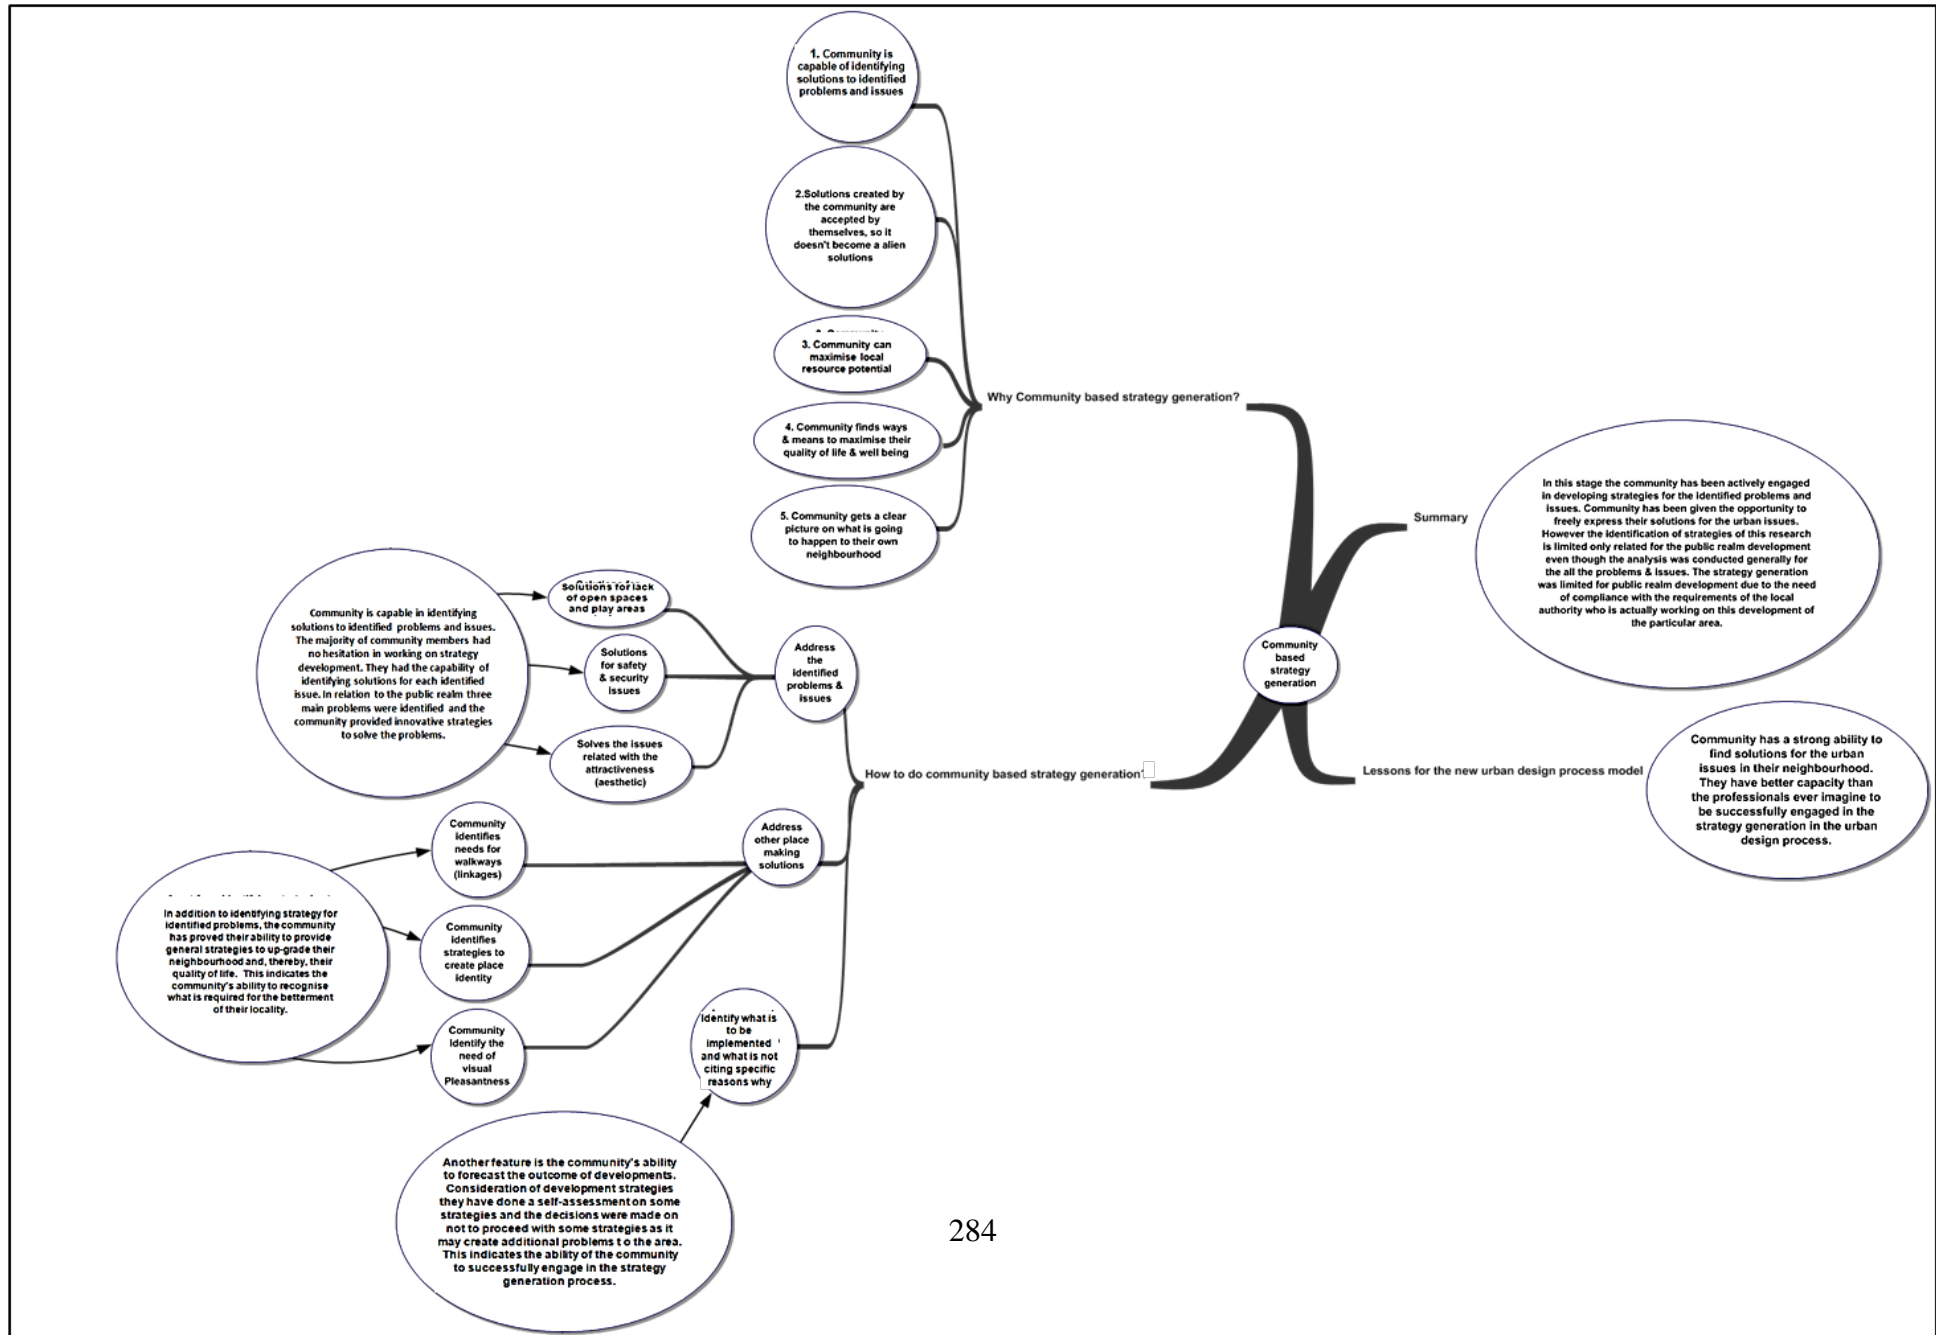 1. Community is
capable of identifying
solutions to identified
problems and issues
2.Solutions created by
the community are
accepted by
themselves, so it
doesn't become a alien
solutions
3. Community can
maximise local
resource potential
4. Community finds ways
& means to maximise their
quality of life & well being
5. Community gets a clear
picture on what is going
to happen to their own
neighbourhood
Why Community based strategy generation?
Summary
In this stage the community has been actively engaged
in developing strategies for the identified problems and
issues. Community has been given the opportunity to
freely express their solutions for the urban issues.
However the identification of strategies of this research
is limited only related for the public realm development
even though the analysis was conducted generally for
the all the problems & issues. The strategy generation
was limited for public realm development due to the need
of compliance with the requirements of the local
authority who is actually working on this development of
the particular area.
Community
based
strategy
generation
Lessons for the new urban design process model
Community has a strong ability to
find solutions for the urban
issues in their neighbourhood.
They have better capacity than
the professionals ever imagine to
be successfully engaged in the
strategy generation in the urban
design process.
How to do community based strategy generation?
Address
the
identified
problems &
issues
Solutions for lack
of open spaces
and play areas
Solutions
for safety
& security
issues
Solves the issues
related with the
attractiveness
(aesthetic)
Community is capable in identifying
solutions to identified problems and issues.
The majority of community members had
no hesitation in working on strategy
development. They had the capability of
identifying solutions for each identified
issue. In relation to the public realm three
main problems were identified and the
community provided innovative strategies
to solve the problems.
Address
other place
making
solutions
Community
identifies
needs for
walkways
(linkages)
Community
identifies
strategies to
create place
identity
Community
Identify the
need of
visual
Pleasantness
In addition to identifying strategy for
identified problems, the community
has proved their ability to provide
general strategies to up-grade their
neighbourhood and, thereby, their
quality of life. This indicates the
community's ability to recognise
what is required for the betterment
of their locality.
Identify what is
to be
implemented
and what is not
citing specific
reasons why
Another feature is the community's ability
to forecast the outcome of developments.
Consideration of development strategies
they have done a self-assessment on some
strategies and the decisions were made on
not to proceed with some strategies as it
may create additional problems to the area.
This indicates the ability of the community
to successfully engage in the strategy
generation process.
284